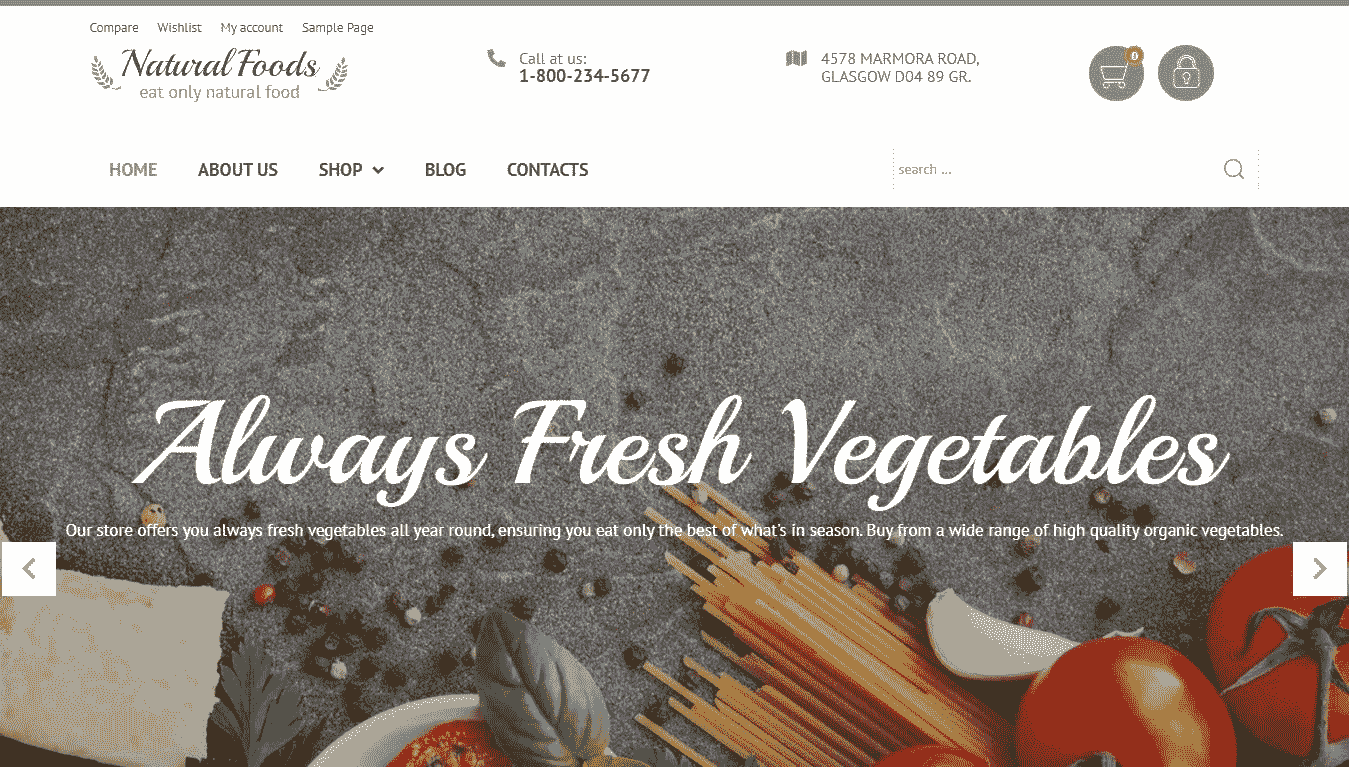 Compare Wishlist My account Sample Page
Natural Foods
eat only natural food
Call at us:
1-800-234-5677
4578 MARMORA ROAD,
GLASGOW D04 89 GR.
0
HOME ABOUT US SHOP BLOG CONTACTS
search ...
Always Fresh Vegetables
Our store offers you always fresh vegetables all year round, ensuring you eat only the best of what's in season. Buy from a wide range of high quality organic vegetables.